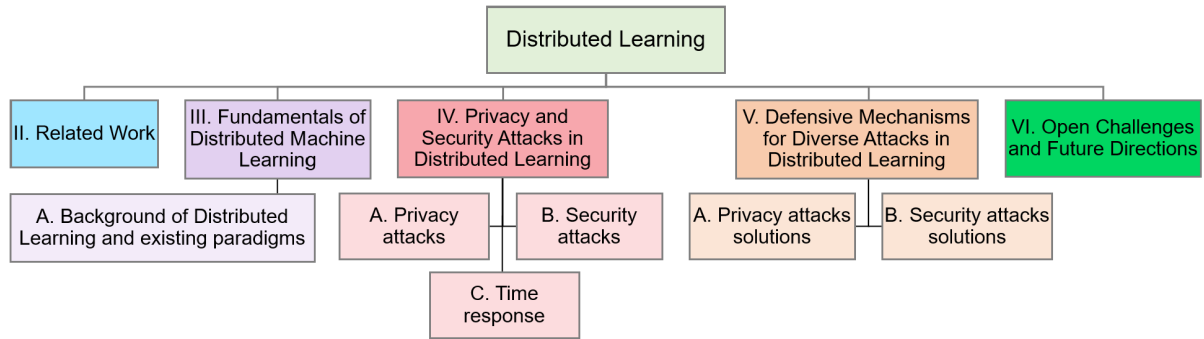 Distributed Learning
II. Related Work
III. Fundamentals of
Distributed Machine
Learning
IV. Privacy and
Security Attacks in
Distributed Learning
V. Defensive Mechanisms
for Diverse Attacks in
Distributed Learning
VI. Open Challenges
and Future Directions
A. Background of Distributed
Learning and existing paradigms
A. Privacy
attacks
B. Security
attacks
C. Time
response
A. Privacy attacks
solutions
B. Security attacks
solutions